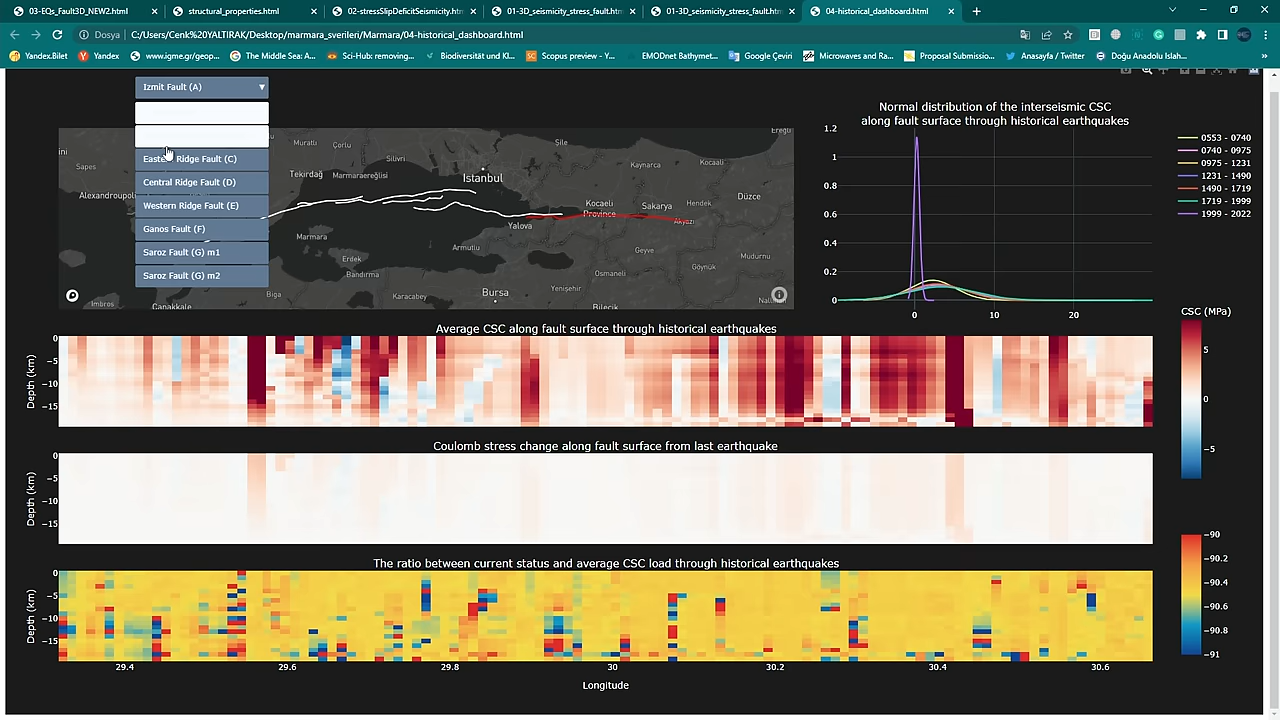 03-EQs_Fault3D_NEW2.html
structural_properties.html
02-stressSlipDeficitSeismicity.htm
01-3D_seismicity_stress_fault.htm
01-3D_seismicity_stress_fault.htm
04-historical_dashboard.html
Dosya | C:/Users/Cenk%20YALTIRAK/Desktop/marmara_sverileri/Marmara/04-historical_dashboard.html
Yandex.Bilet
Yandex
www.igme.gr/geop...
The Middle Sea: A...
Sci-Hub: removing...
Biodiversität und Kl...
Scopus preview - Y...
EMODnet Bathymet...
Google Çeviri
Microwaves and Ra...
Proposal Submissio...
Anasayfa / Twitter
Doğu Anadolu Islah...
Izmit Fault (A)
Eastern Ridge Fault (C)
Central Ridge Fault (D)
Western Ridge Fault (E)
Ganos Fault (F)
Saroz Fault (G) m1
Saroz Fault (G) m2
Sapes
Alexandroupol
Imbros
Çanakkale
Muratlı
Çorlu
Silivri
Tekirdağ
Marmaraereğlisi
Istanbul
Şile
Ereğli
Kaynarca
Kocaali
Kocaeli
Province
Sakarya
Hendek
Düzce
Akyazı
Yalova
Marmara
Armutlu
Geyve
Mudurnu
Erdek
Bandırma
Göynük
Osmaneli
Biga
Karacabey
Bursa
Yenişehir
Bilecik
Nallıh
Normal distribution of the interseismic CSC
along fault surface through historical earthquakes
1.2
1
0.8
0.6
0.4
0.2
0
0
10
20
0553 - 0740
0740 - 0975
0975 - 1231
1231 - 1490
1490 - 1719
1719 - 1999
1999 - 2022
Average CSC along fault surface through historical earthquakes
Depth (km)
0
−5
−10
−15
CSC (MPa)
5
0
−5
Coulomb stress change along fault surface from last earthquake
Depth (km)
0
−5
−10
−15
The ratio between current status and average CSC load through historical earthquakes
Depth (km)
0
−5
−10
−15
−90
−90.2
−90.4
−90.6
−90.8
−91
29.4
29.6
29.8
30
30.2
30.4
30.6
Longitude